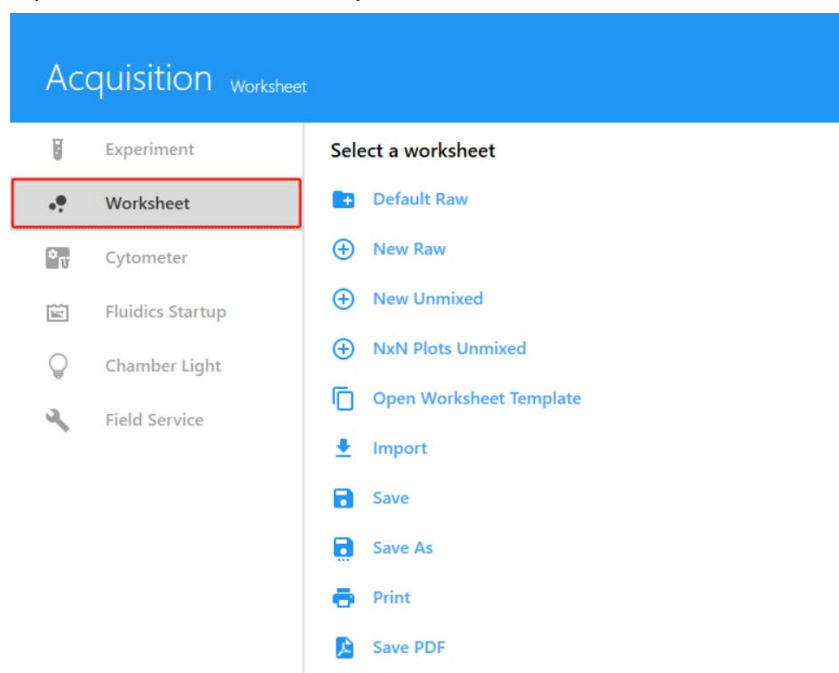 Acquisition Worksheet
Experiment
Worksheet
Cytometer
Fluidics Startup
Chamber Light
Field Service
Select a worksheet
Default Raw
New Raw
New Unmixed
NxN Plots Unmixed
Open Worksheet Template
Import
Save
Save As
Print
Save PDF